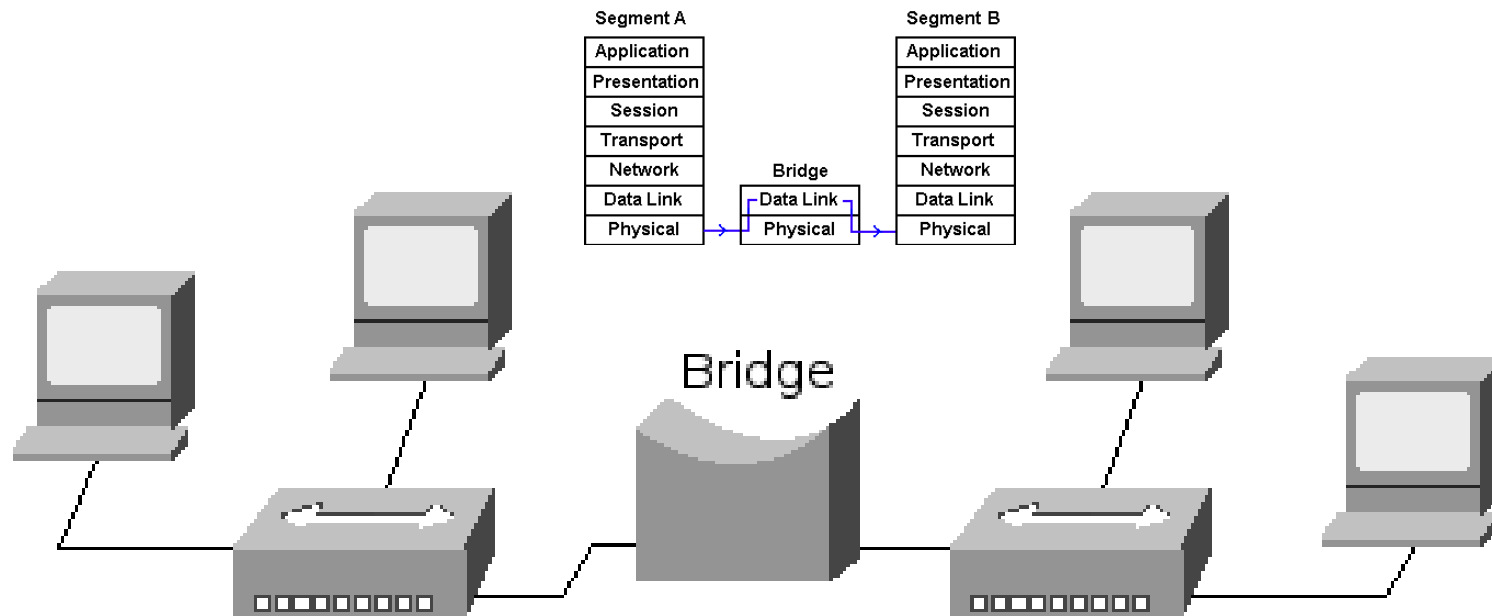 Segment A
Application
Presentation
Session
Transport
Network
Data Link
Physical
Bridge
Data Link
Physical
Segment B
Application
Presentation
Session
Transport
Network
Data Link
Physical
Bridge